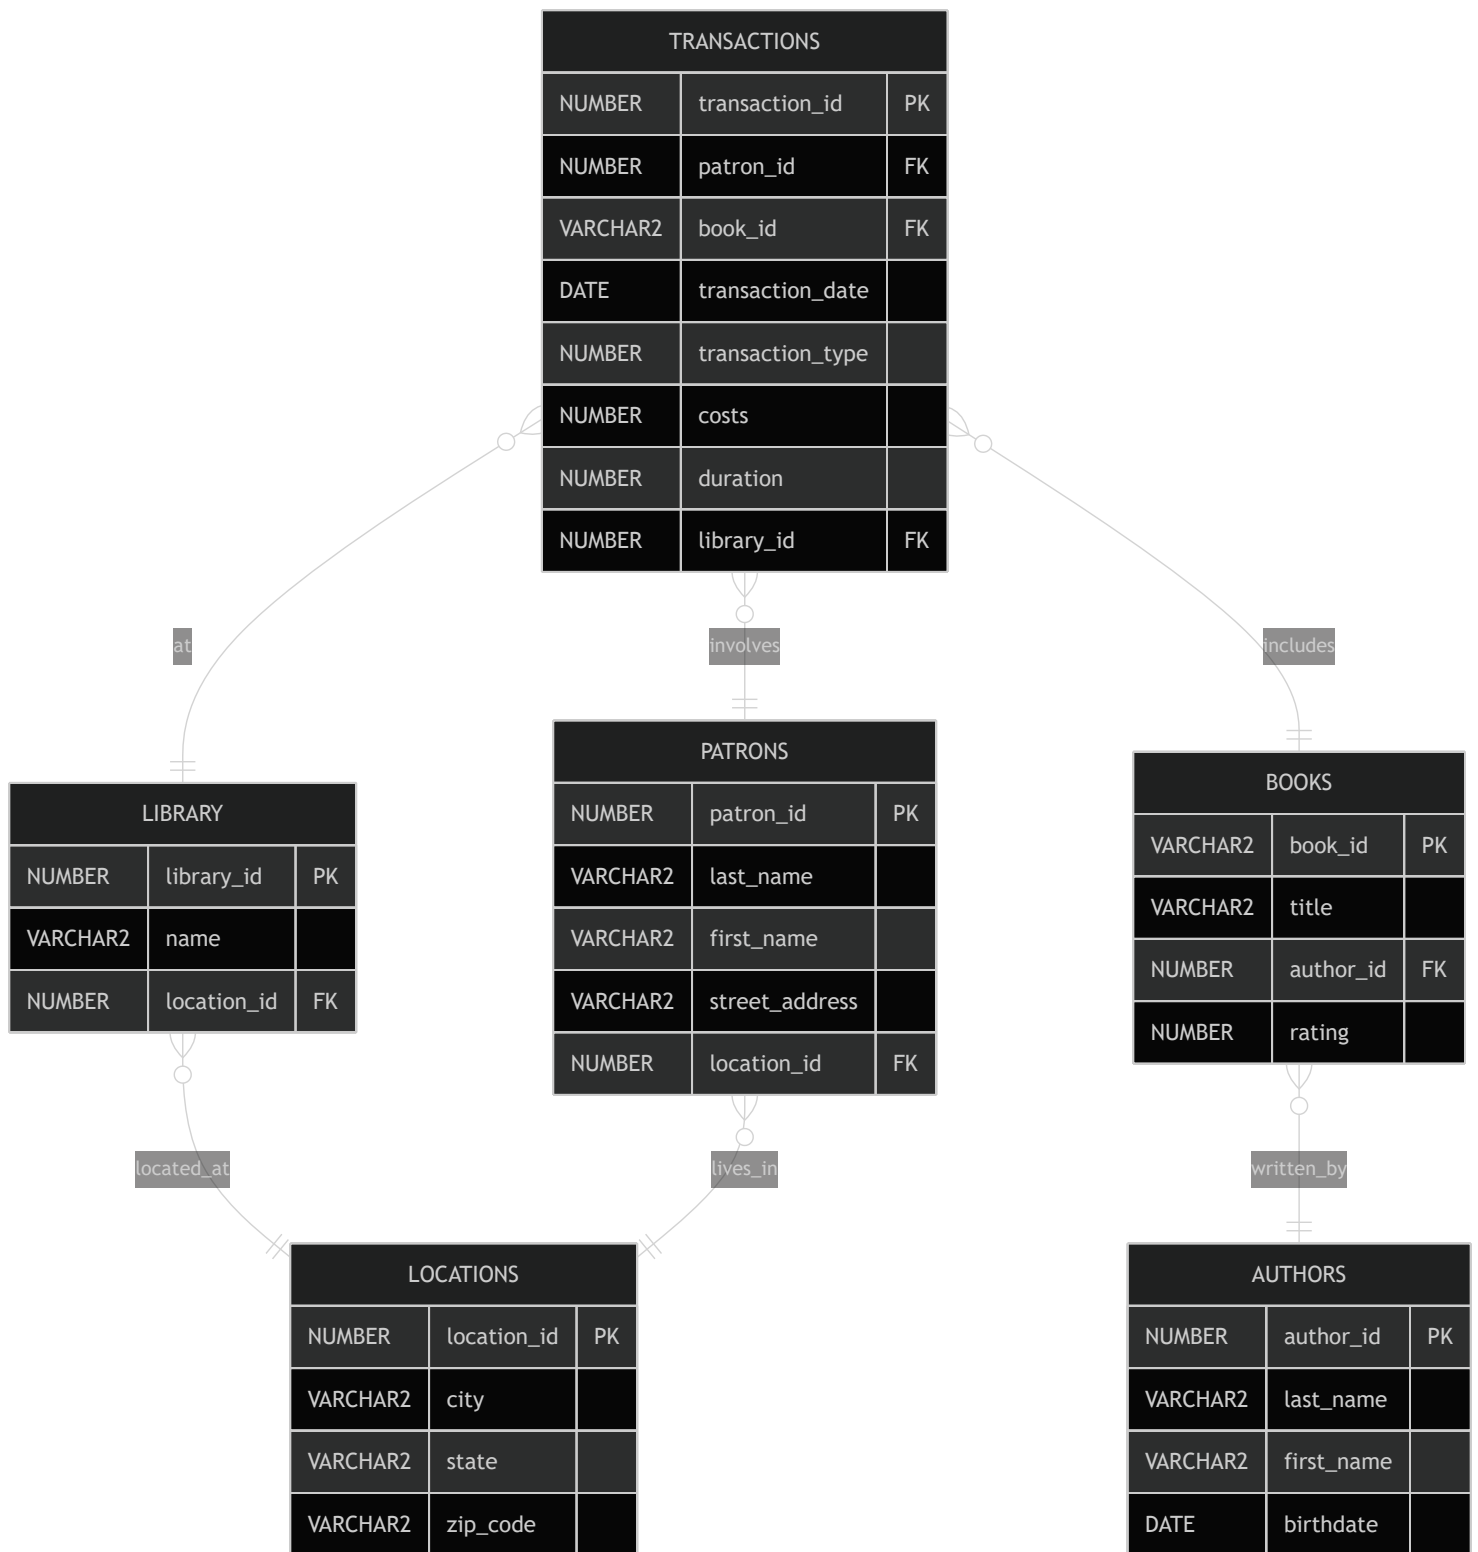 TRANSACTIONS
NUMBER transaction_id PK
NUMBER patron_id FK
VARCHAR2 book_id FK
DATE transaction_date
NUMBER transaction_type
NUMBER costs
NUMBER duration
NUMBER library_id FK
at
involves
includes
LIBRARY
NUMBER library_id PK
VARCHAR2 name
NUMBER location_id FK
PATRONS
NUMBER patron_id PK
VARCHAR2 last_name
VARCHAR2 first_name
VARCHAR2 street_address
NUMBER location_id FK
BOOKS
VARCHAR2 book_id PK
VARCHAR2 title
NUMBER author_id FK
NUMBER rating
located_at
lives_in
written_by
LOCATIONS
NUMBER location_id PK
VARCHAR2 city
VARCHAR2 state
VARCHAR2 zip_code
AUTHORS
NUMBER author_id PK
VARCHAR2 last_name
VARCHAR2 first_name
DATE birthdate